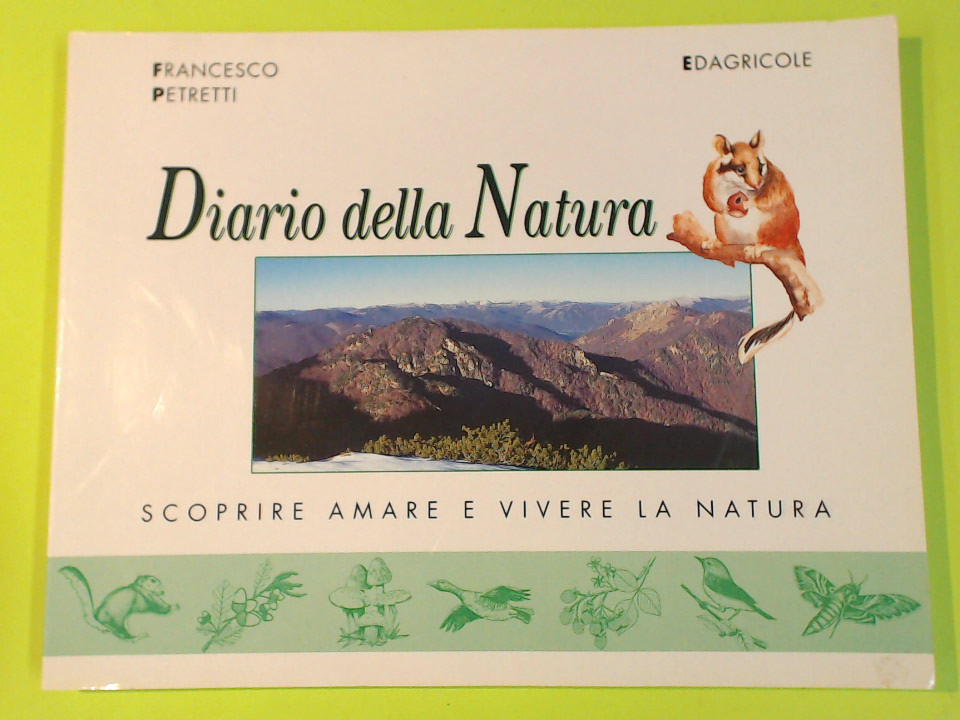 FRANCESCO
PETRETTI
EDAGRICOLE
Diario della Natura
SCOPRIRE AMARE E VIVERE LA NATURA